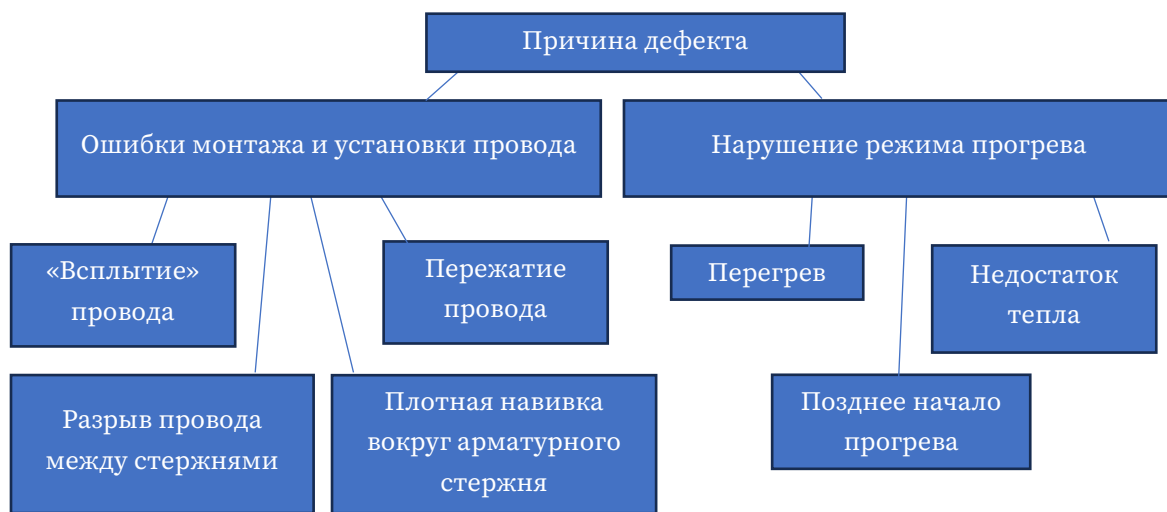 Причина дефекта
Ошибки монтажа и установки провода
Нарушение режима прогрева
«Всплытие»
провода
Пережатие
провода
Перегрев
Недостаток
тепла
Разрыв провода
между стержнями
Плотная навивка
вокруг арматурного
стержня
Позднее начало
прогрева